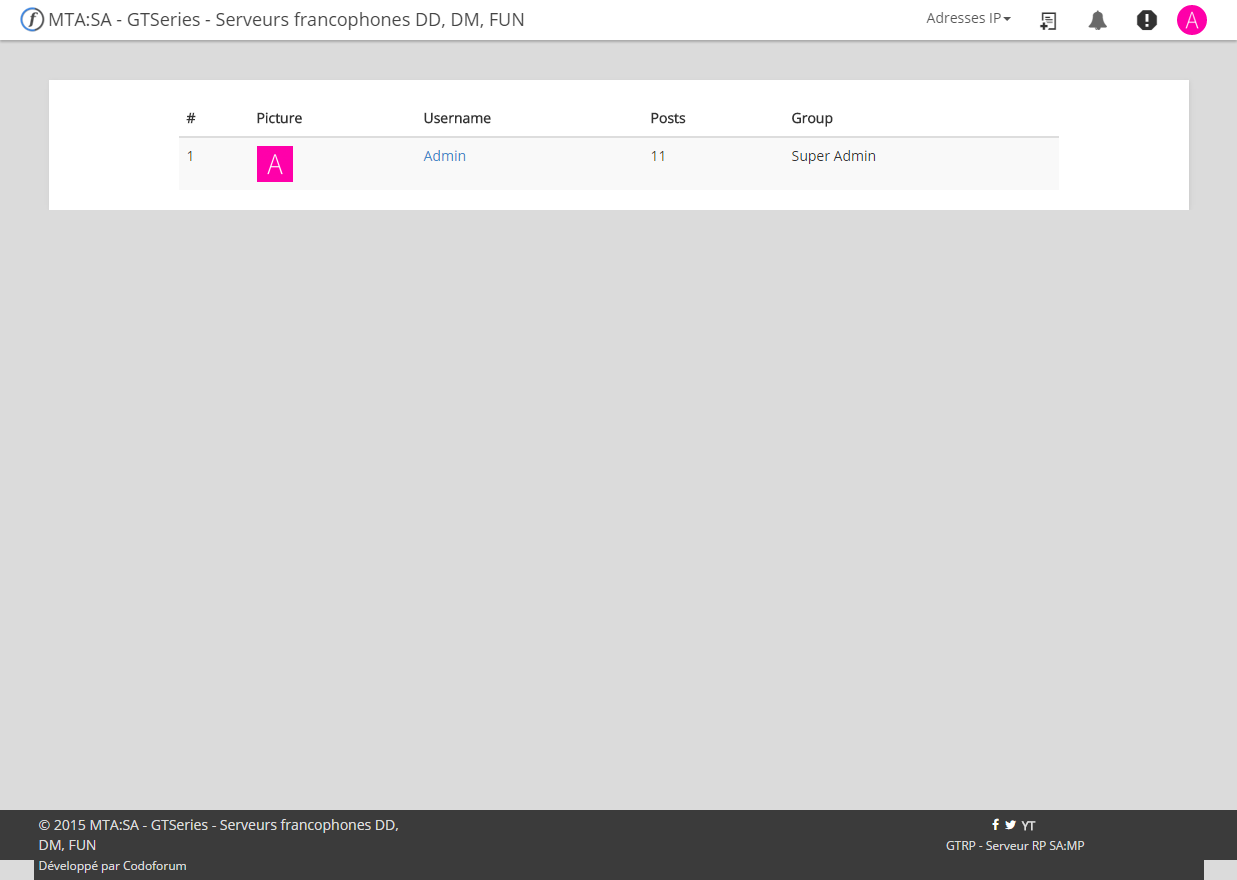 f MTA:SA - GTSeries - Serveurs francophones DD, DM, FUN Adresses IP A
# Picture Username Posts Group
1 A Admin 11 Super Admin
© 2015 MTA:SA - GTSeries - Serveurs francophones DD,
DM, FUN
Développé par Codoforum
f YT
GTRP - Serveur RP SA:MP